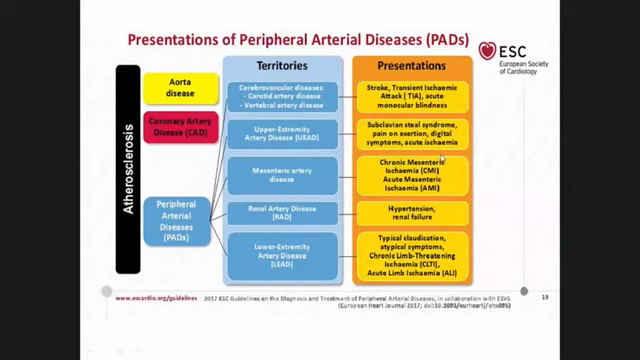 Presentations of Peripheral Arterial Diseases (PADs)
ESC
European Society
of Cardiology
Atherosclerosis
Aorta
disease
Coronary Artery
Disease (CAD)
Peripheral
Arterial
Diseases
(PADs)
Territories
Cerebrovascular diseases:
- Carotid artery disease
- Vertebral artery disease
Upper-Extremity
Artery Disease (UEAD)
Mesenteric artery
disease
Renal Artery Disease
(RAD)
Lower-Extremity
Artery Disease
(LEAD)
Presentations
Stroke, Transient Ischaemic
Attack (TIA), acute
monocular blindness
Subclavian steal syndrome,
pain on exertion, digital
symptoms, acute ischaemia
Chronic Mesenteric
Ischaemia (CMI)
Acute Mesenteric
Ischaemia (AMI)
Hypertension,
renal failure
Typical claudication,
atypical symptoms,
Chronic Limb-Threatening
Ischaemia (CLTI),
Acute Limb Ischaemia (ALI)
www.escardio.org/guidelines
2017 ESC Guidelines on the Diagnosis and Treatment of Peripheral Arterial Diseases, in collaboration with ESVS
(European Heart Journal 2017; doi:10.1093/eurheartj/ehx095)
19